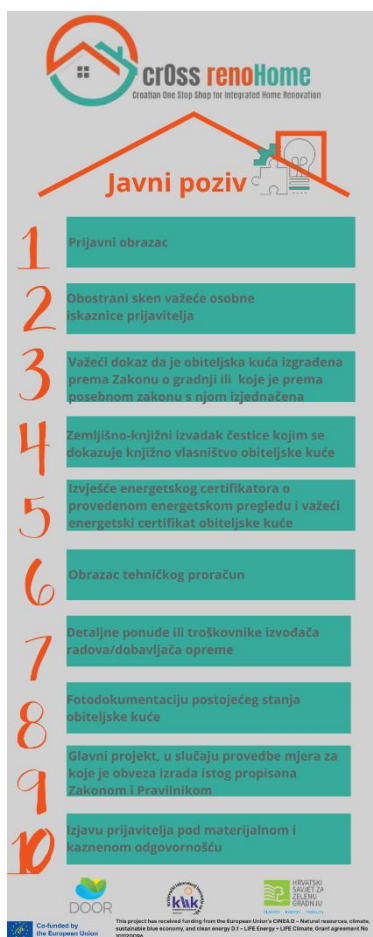 crOss renoHome
Croatian One Stop Shop for Integrated Home Renovation
Javni poziv
1
Prijavni obrazac
2
Obostrani sken važeće osobne
iskaznice prijavitelja
3
Važeći dokaz da je obiteljska kuća izgrađena
prema Zakonu o gradnji ili koje je prema
posebnom zakonu s njom izjednačena
4
Zemljišno-knjižni izvadak čestice kojim se
dokazuje knjižno vlasništvo obiteljske kuće
5
Izvješće energetskog certifikatora o
provedenom energetskom pregledu i važeći
energetski certifikat obiteljske kuće
6
Obrazac tehničkog proračun
7
Detaljne ponude ili troškovnike izvođača
radova/dobavljača opreme
8
Fotodokumentaciju postojećeg stanja
obiteljske kuće
9
Glavni projekt, u slučaju provedbe mjera za
koje je obveza izrada istog propisana
Zakonom i Pravilnikom
10
Izjavu prijavitelja pod materijalnom i
kaznenom odgovornošću
DOOR
HRVATSKI
SAVJET ZA
ZELENU
GRADNJU
Co-funded by
the European Union
This project has received funding from the European Union's CINEA.D – Natural resources, climate,
sustainable blue economy, and clean energy D.1 – LIFE Energy + LIFE Climate, Grant agreement No